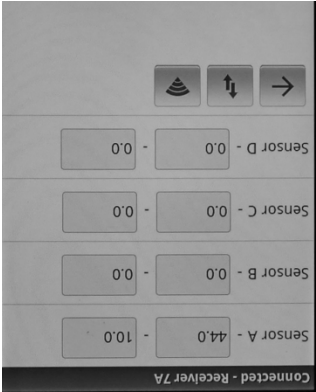 Connected - Receiver 7A
Sensor A - 44.0 - 10.0
Sensor B - 0.0 - 0.0
Sensor C - 0.0 - 0.0
Sensor D - 0.0 - 0.0